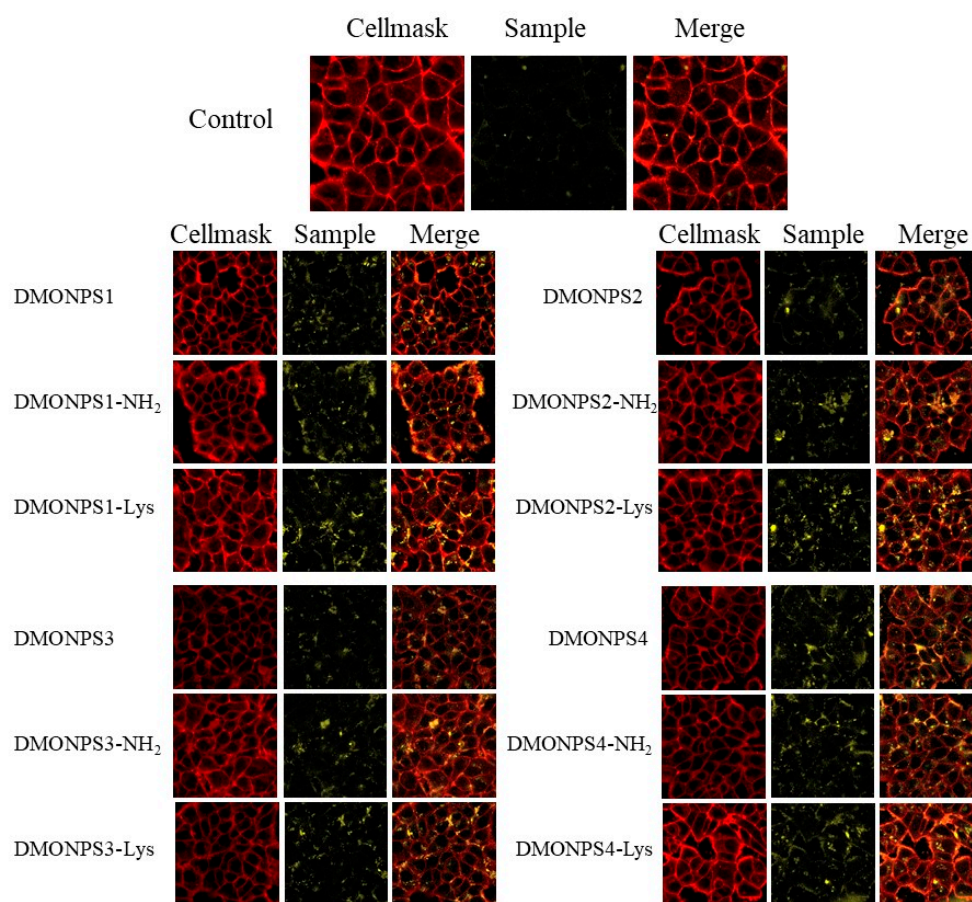 Cellmask Sample Merge
Control
Cellmask Sample Merge Cellmask Sample Merge
DMONPS1 DMONPS2
DMONPS1-NH₂ DMONPS2-NH₂
DMONPS1-Lys DMONPS2-Lys
DMONPS3 DMONPS4
DMONPS3-NH₂ DMONPS4-NH₂
DMONPS3-Lys DMONPS4-Lys